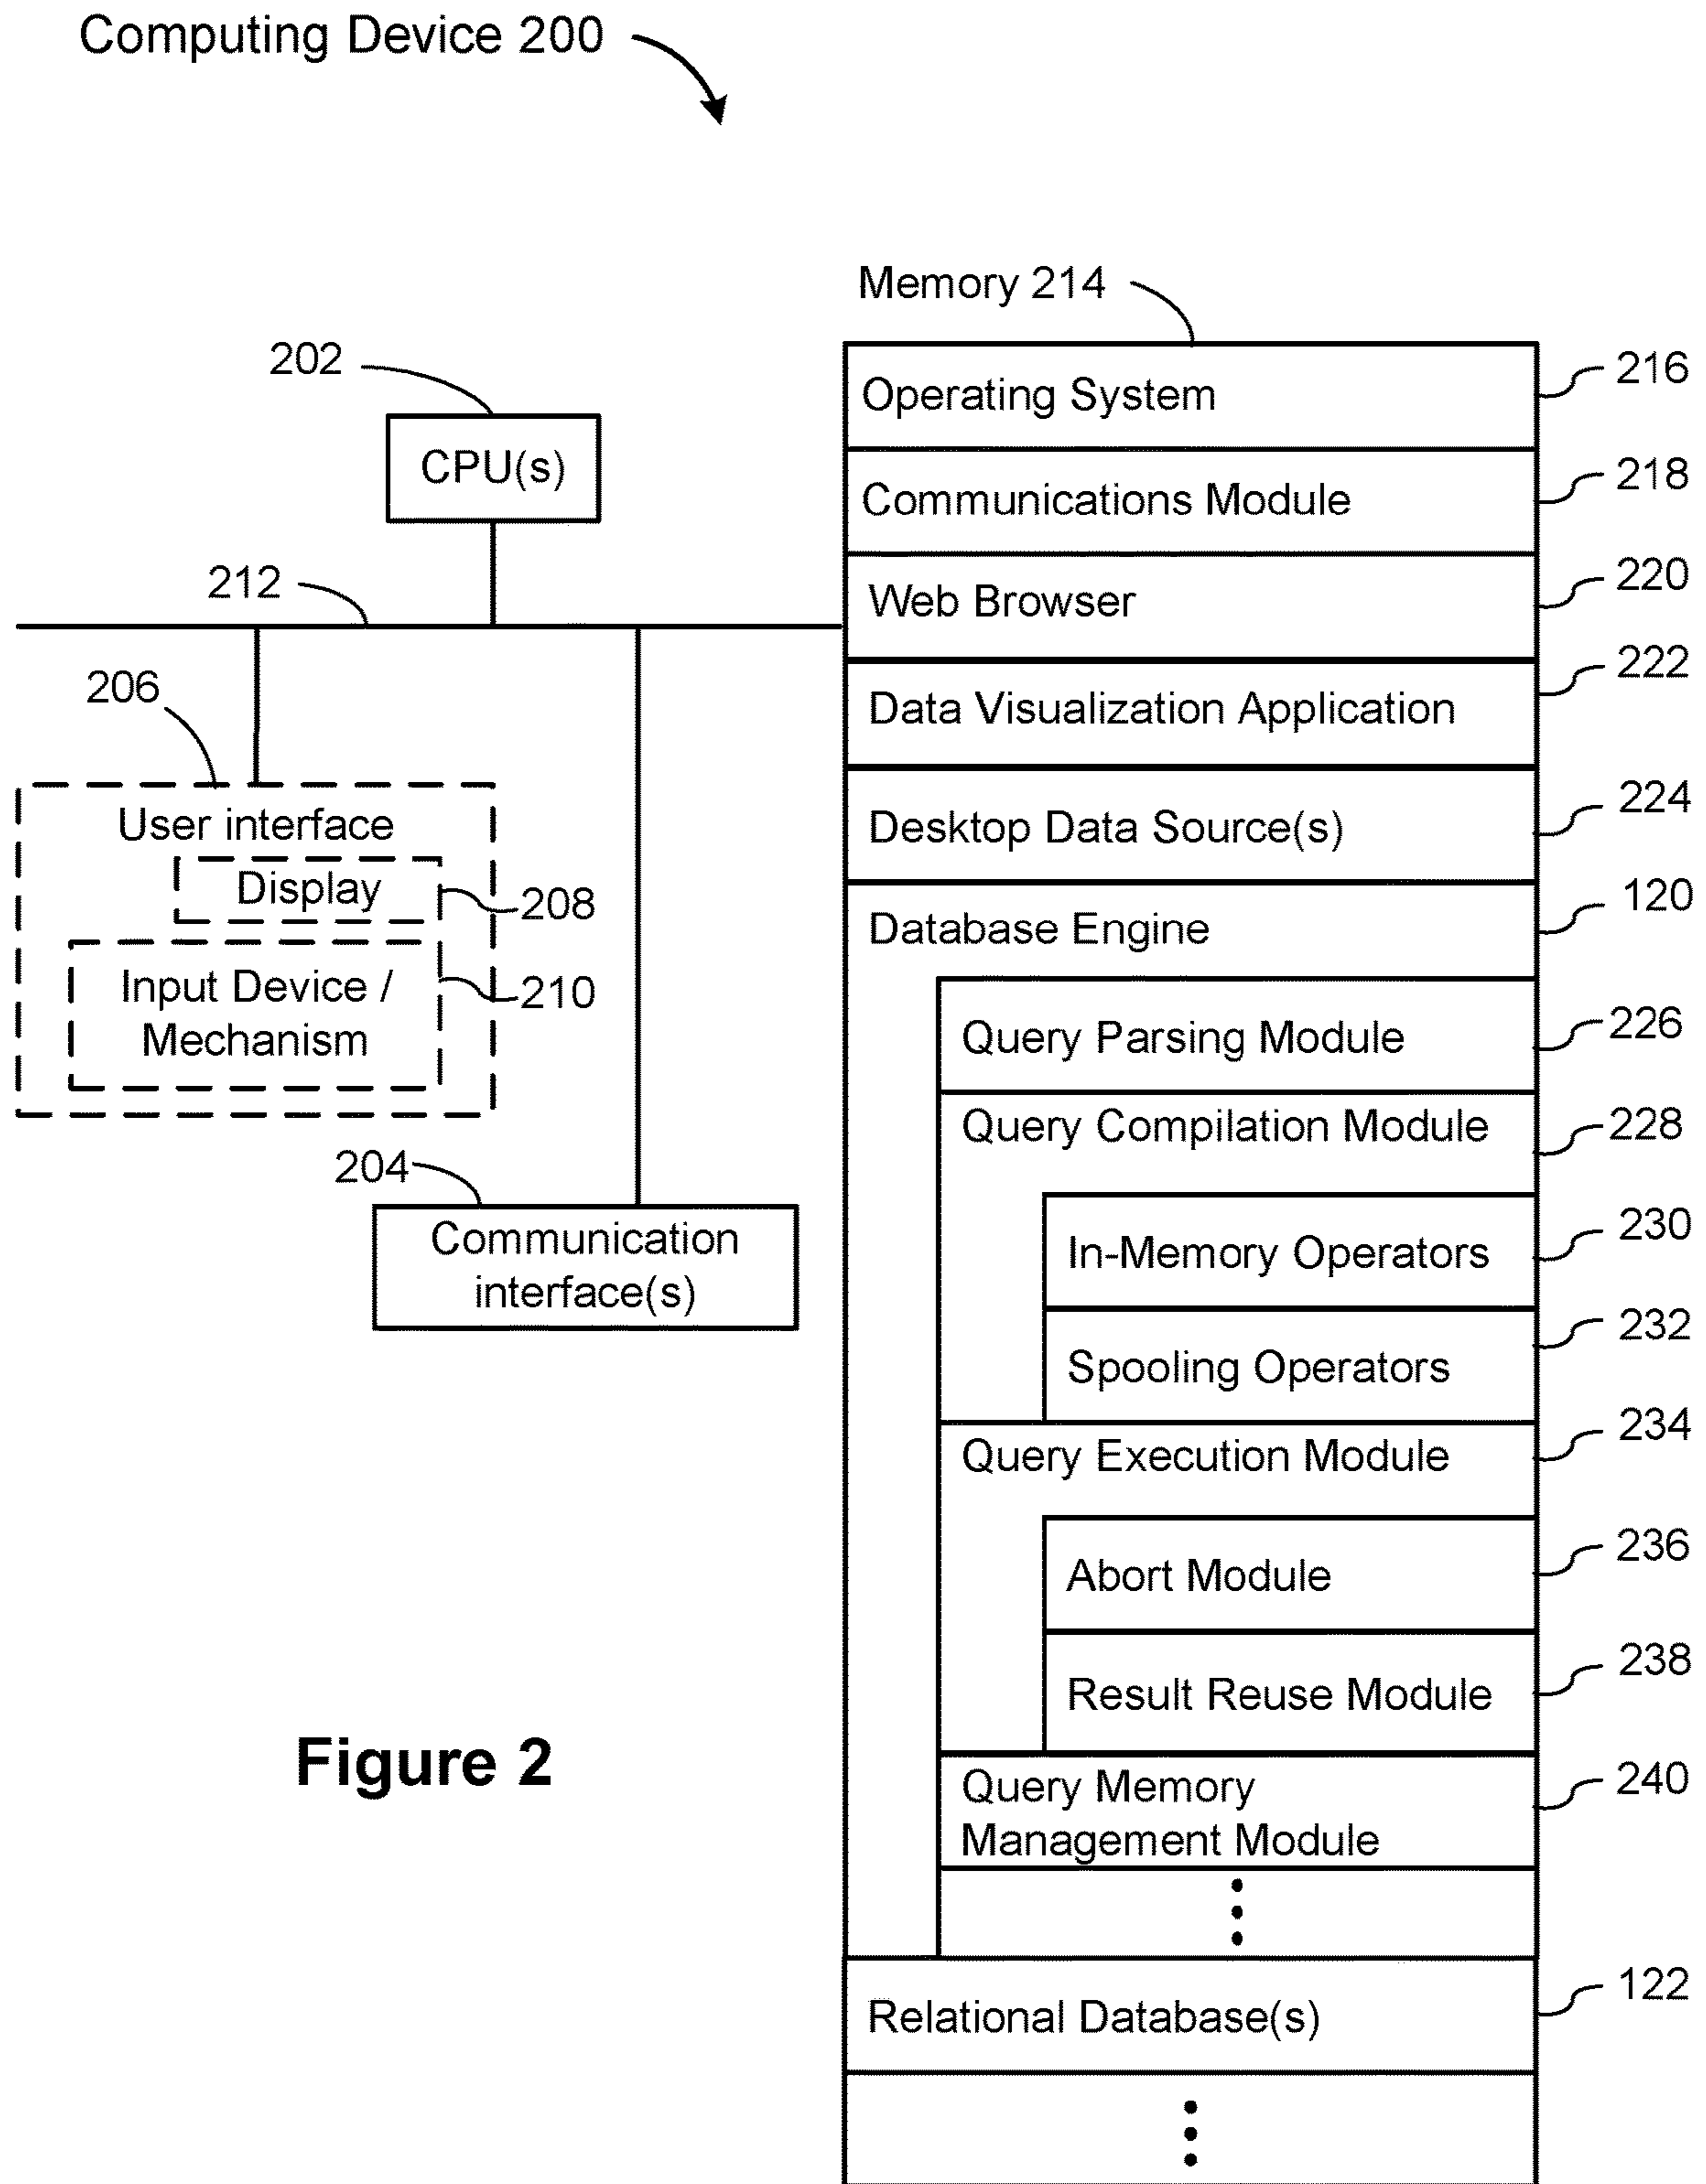 Computing Device 200
Memory 214
202
CPU(s)
212
206
User interface
Display
208
Input Device /
Mechanism
210
204
Communication
interface(s)
Operating System
216
Communications Module
218
Web Browser
220
Data Visualization Application
222
Desktop Data Source(s)
224
Database Engine
120
Query Parsing Module
226
Query Compilation Module
228
In-Memory Operators
230
Spooling Operators
232
Query Execution Module
234
Abort Module
236
Result Reuse Module
238
Query Memory
Management Module
240
Relational Database(s)
122
Figure 2